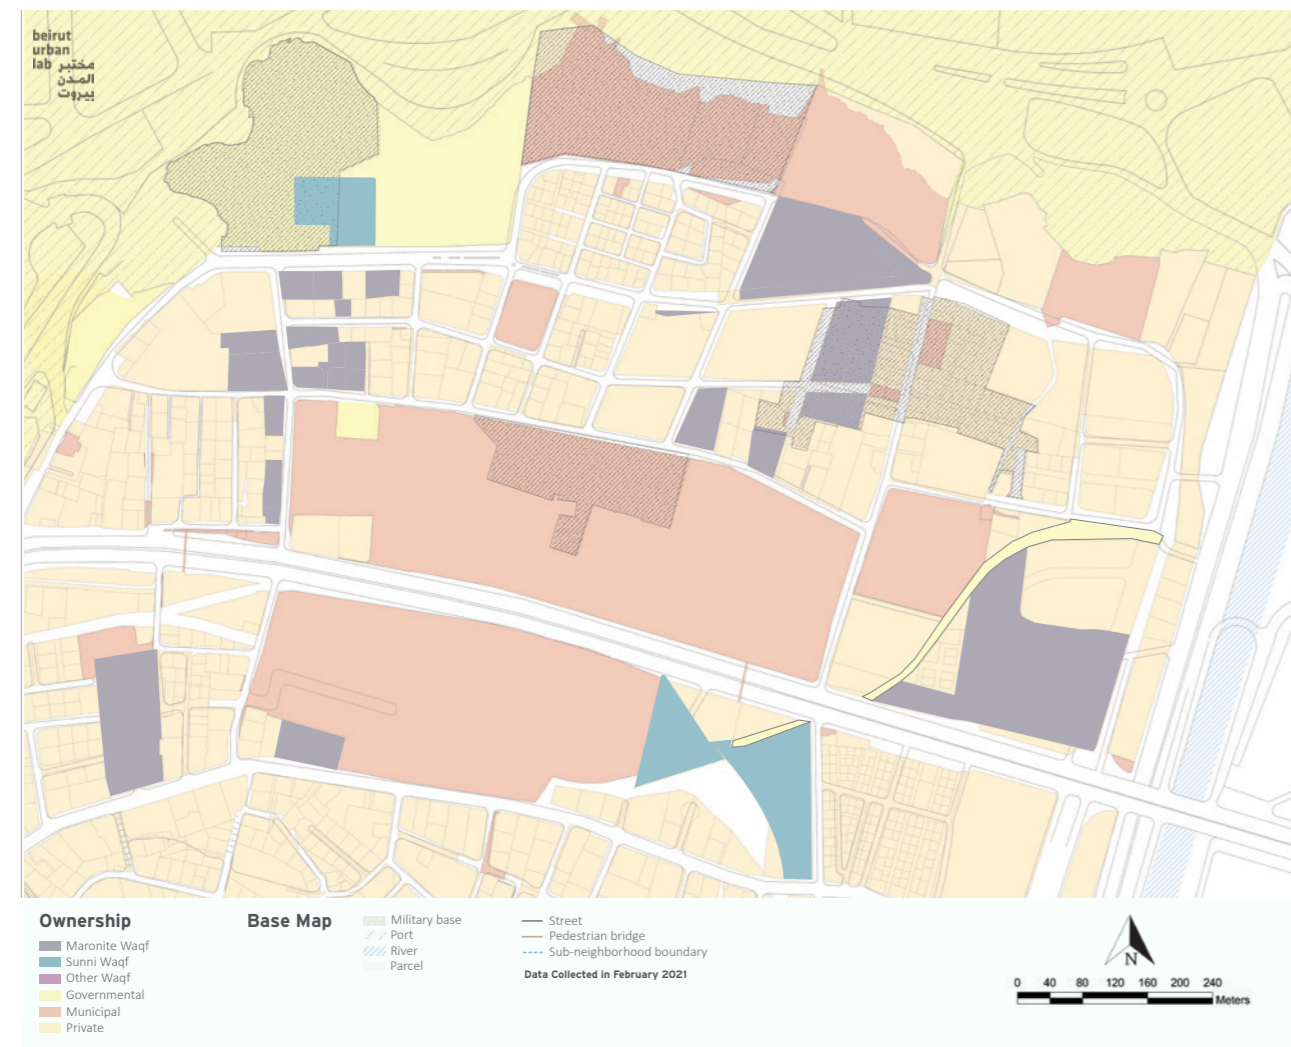 beirut
urban
lab مختبر
المدن
بيروت
Ownership
Maronite Waqf
Sunni Waqf
Other Waqf
Governmental
Municipal
Private
Base Map
Military base
Port
River
Parcel
Street
Pedestrian bridge
Sub-neighborhood boundary
Data Collected in February 2021
N
0 40 80 120 160 200 240
Meters